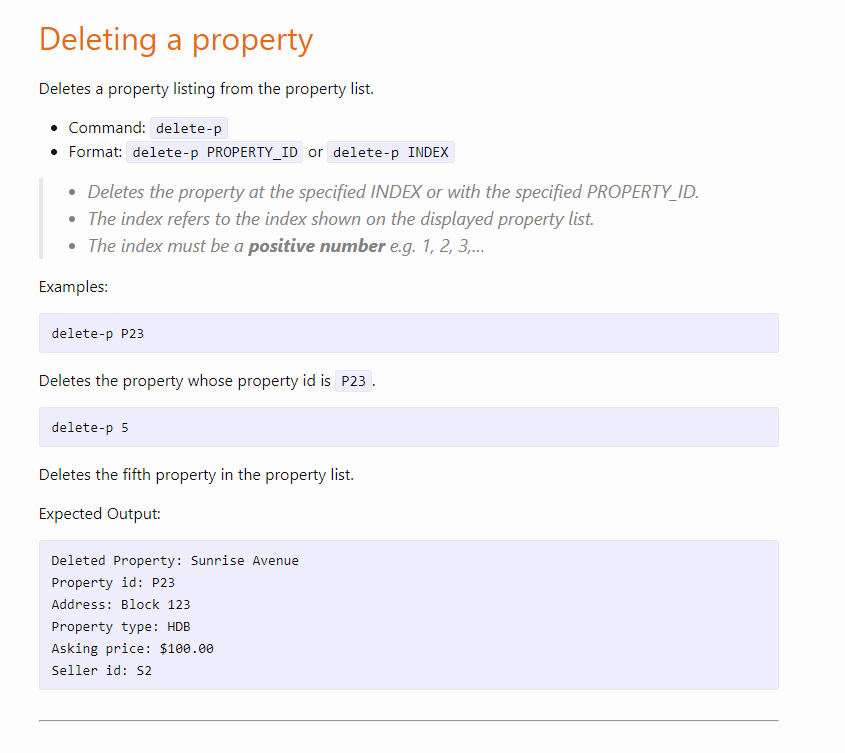 Deleting a property
Deletes a property listing from the property list.
Command: delete-p
Format: delete-p PROPERTY_ID or delete-p INDEX
Deletes the property at the specified INDEX or with the specified PROPERTY_ID.
The index refers to the index shown on the displayed property list.
The index must be a positive number e.g. 1, 2, 3,...
Examples:
delete-p P23
Deletes the property whose property id is P23.
delete-p 5
Deletes the fifth property in the property list.
Expected Output:
Deleted Property: Sunrise Avenue
Property id: P23
Address: Block 123
Property type: HDB
Asking price: $100.00
Seller id: S2